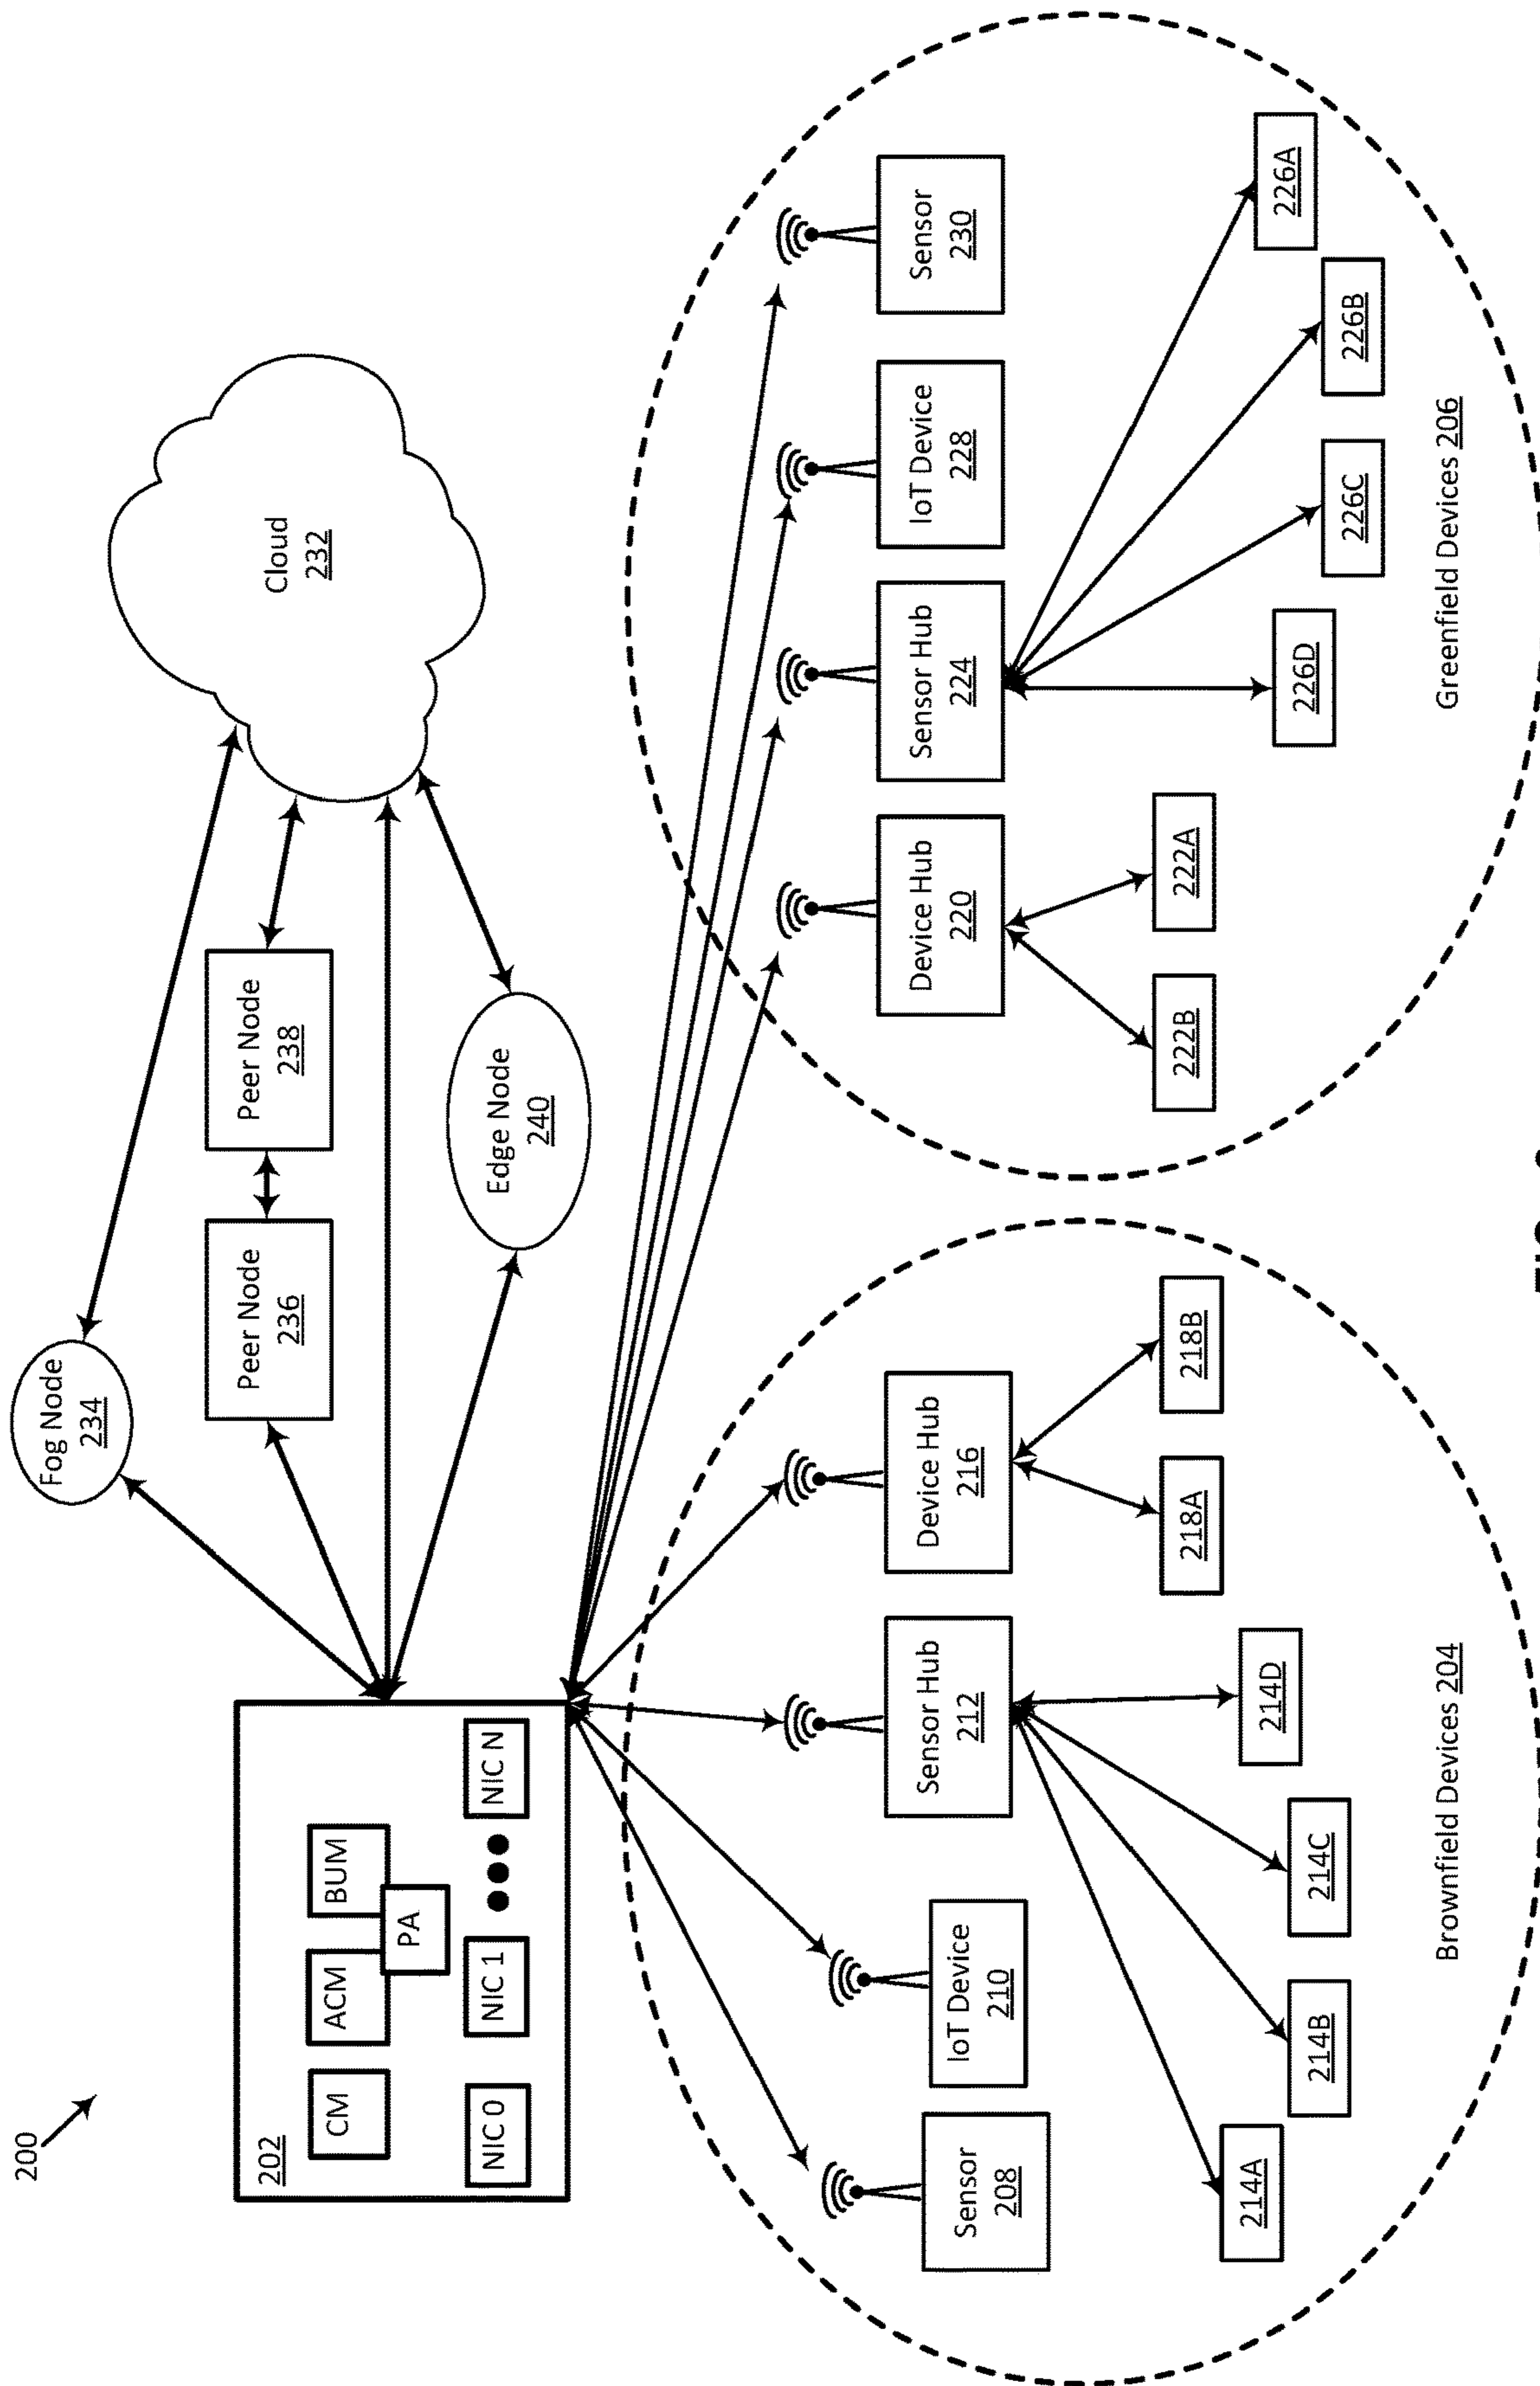 200
202
CM
ACM
BUM
PA
NIC 0
NIC 1
NIC N
Fog Node
234
Peer Node
236
Peer Node
238
Edge Node
240
Cloud
232
Sensor
208
IoT Device
210
Sensor Hub
212
Device Hub
216
214A
214B
214C
214D
218A
218B
Brownfield Devices 204
Device Hub
220
Sensor Hub
224
IoT Device
228
Sensor
230
222B
222A
226D
226C
226B
226A
Greenfield Devices 206